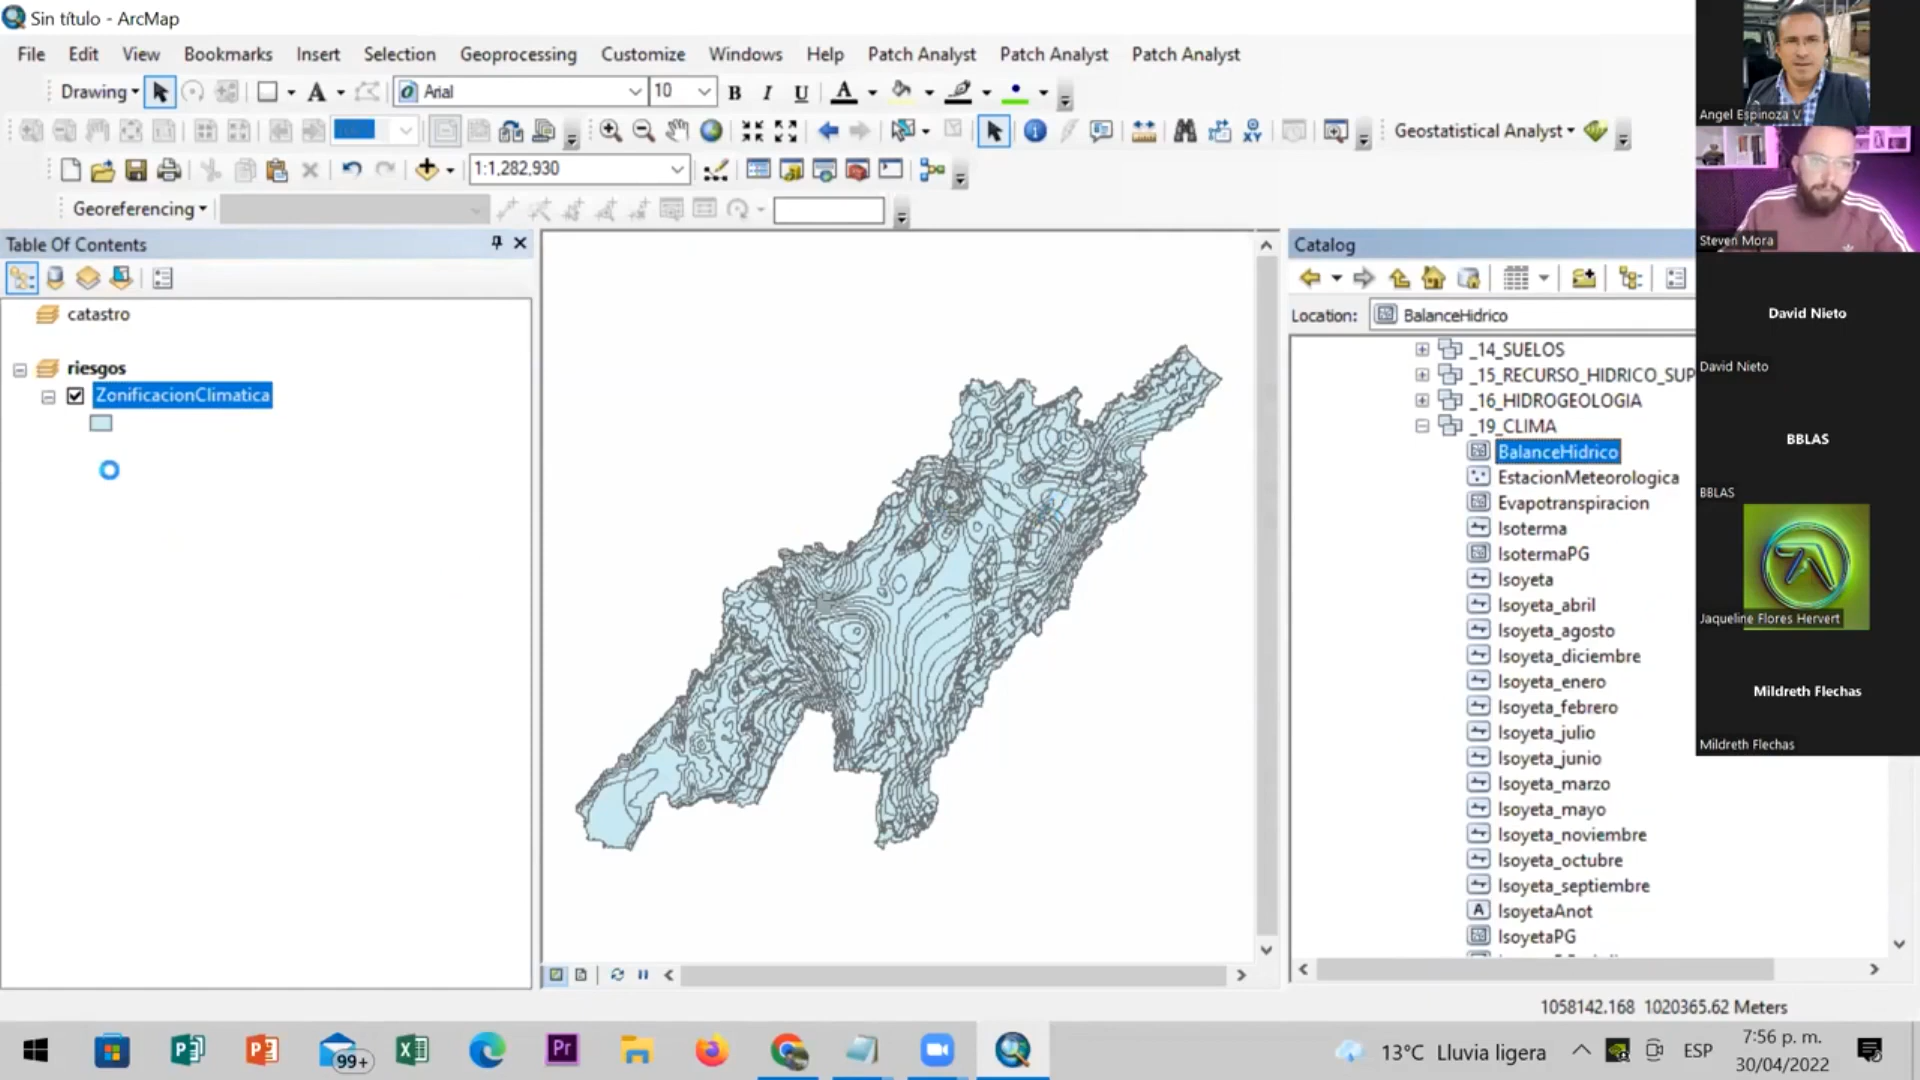 Sin título - ArcMap
File Edit View Bookmarks Insert Selection Geoprocessing Customize Windows Help Patch Analyst Patch Analyst Patch Analyst
Drawing Arial 10 B I U
Geostatistical Analyst
1:1,282,930
Georeferencing
Table Of Contents
catastro
riesgos
ZonificacionClimatica
Catalog
Location: BalanceHidrico
_14_SUELOS
_15_RECURSO_HIDRICO_SUP
_16_HIDROGEOLOGIA
_19_CLIMA
BalanceHidrico
EstacionMeteorologica
Evapotranspiracion
Isoterma
IsotermaPG
Isoyeta
Isoyeta_abril
Isoyeta_agosto
Isoyeta_diciembre
Isoyeta_enero
Isoyeta_febrero
Isoyeta_julio
Isoyeta_junio
Isoyeta_marzo
Isoyeta_mayo
Isoyeta_noviembre
Isoyeta_octubre
Isoyeta_septiembre
IsoyetaAnot
IsoyetaPG
Angel Espinoza V
Steven Mora
David Nieto
David Nieto
BBLAS
BBLAS
Jaqueline Flores Hervert
Mildreth Flechas
Mildreth Flechas
1058142.168 1020365.62 Meters
99+
Pr
13°C Lluvia ligera
ESP
7:56 p. m.
30/04/2022